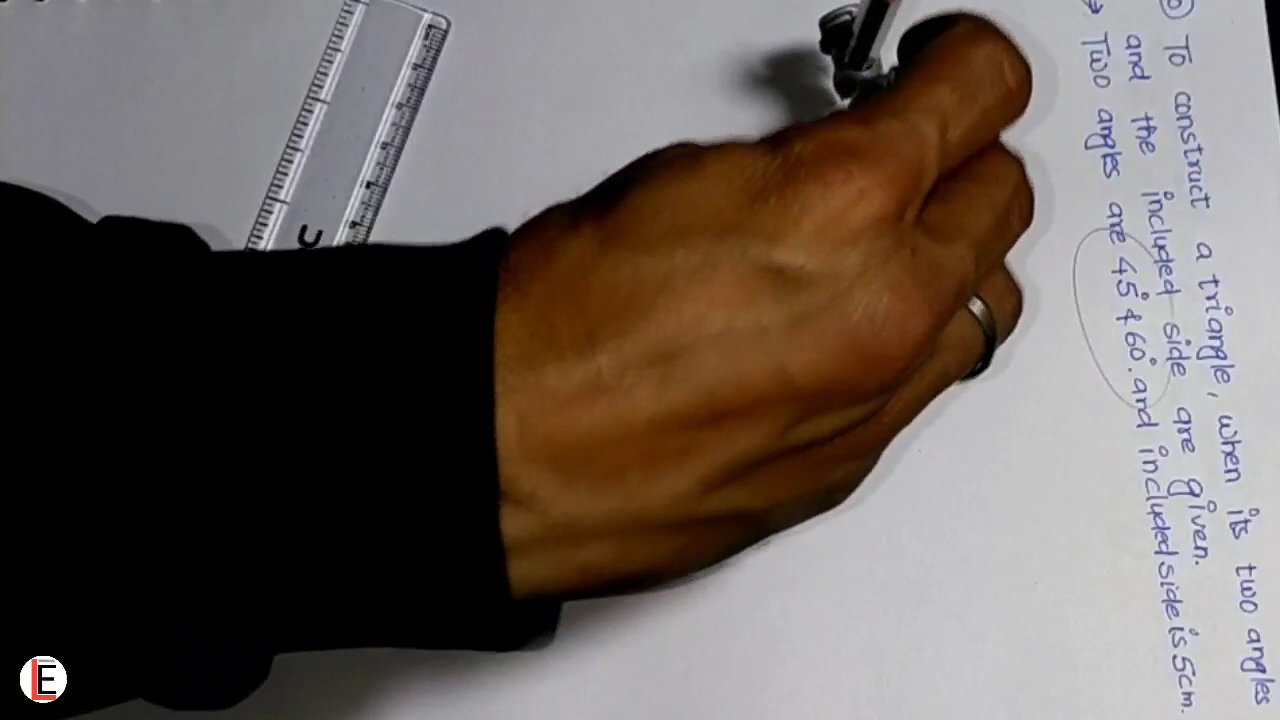 To construct a triangle, when its two angles
and the included side are given.
→ Two angles are 45° & 60°. and included side is 5cm.
LE